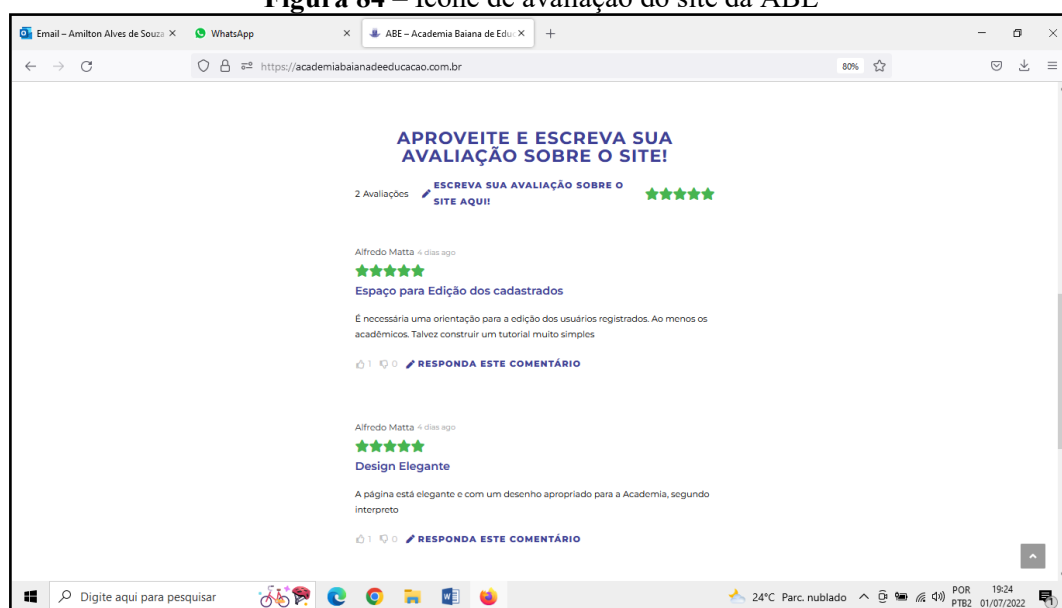 Figura 84 – Ícone de avaliação do site da ABE
Email – Amilton Alves de Souza
WhatsApp
ABE – Academia Baiana de Educ
https://academiabaianadeeducacao.com.br
80%
APROVEITE E ESCREVA SUA
AVALIAÇÃO SOBRE O SITE!
2 Avaliações
ESCREVA SUA AVALIAÇÃO SOBRE O
SITE AQUI!
Alfredo Matta 4 dias ago
Espaço para Edição dos cadastrados
É necessária uma orientação para a edição dos usuários registrados. Ao menos os
acadêmicos. Talvez construir um tutorial muito simples
1 0 RESPONDA ESTE COMENTÁRIO
Alfredo Matta 4 dias ago
Design Elegante
A página está elegante e com um desenho apropriado para a Academia, segundo
interpreto
1 0 RESPONDA ESTE COMENTÁRIO
Digite aqui para pesquisar
24°C Parc. nublado
POR
PTB2
19:24
01/07/2022